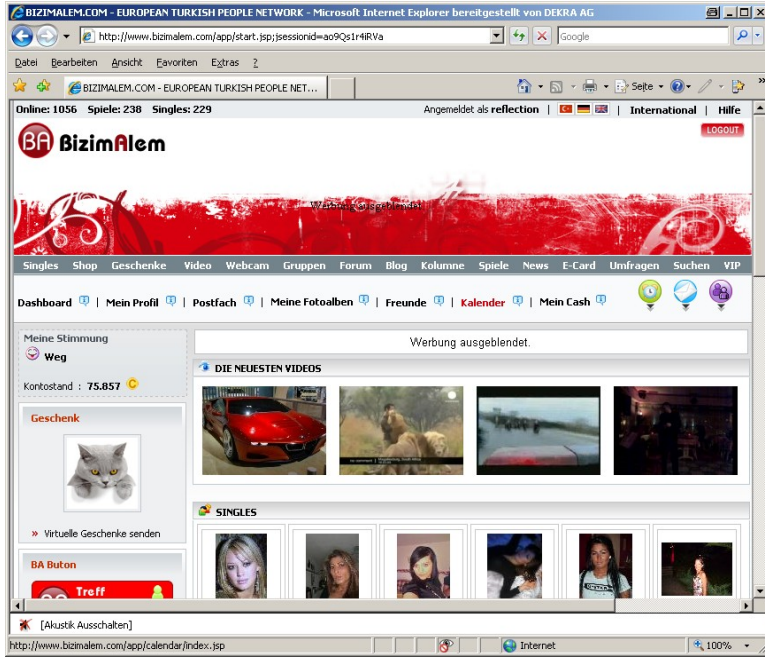 BIZIMALEM.COM - EUROPEAN TURKISH PEOPLE NETWORK - Microsoft Internet Explorer bereitgestellt von DEKRA AG
http://www.bizimalem.com/app/start.jsp;jsessionid=ao9Qs1r4iRVa
Google
Datei Bearbeiten Ansicht Favoriten Extras ?
BIZIMALEM.COM - EUROPEAN TURKISH PEOPLE NET...
Seite
Online: 1056 Spiele: 238 Singles: 229 Angemeldet als reflection | | International | Hilfe
LOGOUT
BA BizimAlem
Werbung ausgeblendet.
Singles Shop Geschenke Video Webcam Gruppen Forum Blog Kolumne Spiele News E-Card Umfragen Suchen VIP
Dashboard | Mein Profil | Postfach | Meine Fotoalben | Freunde | Kalender | Mein Cash
Meine Stimmung
Weg
Kontostand : 75.857 C
Werbung ausgeblendet.
DIE NEUESTEN VIDEOS
Geschenk
» Virtuelle Geschenke senden
SINGLES
BA Buton
BA Treff
[Akustik Ausschalten]
http://www.bizimalem.com/app/calendar/index.jsp Internet 100%